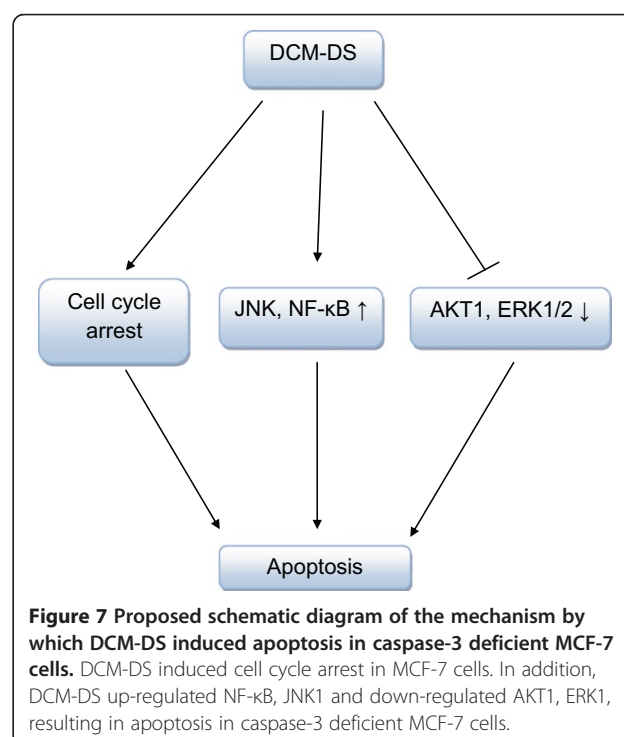 DCM-DS
Cell cycle
arrest
JNK, NF-κB ↑
AKT1, ERK1/2 ↓
Apoptosis
Figure 7 Proposed schematic diagram of the mechanism by
which DCM-DS induced apoptosis in caspase-3 deficient MCF-7
cells. DCM-DS induced cell cycle arrest in MCF-7 cells. In addition,
DCM-DS up-regulated NF-κB, JNK1 and down-regulated AKT1, ERK1,
resulting in apoptosis in caspase-3 deficient MCF-7 cells.